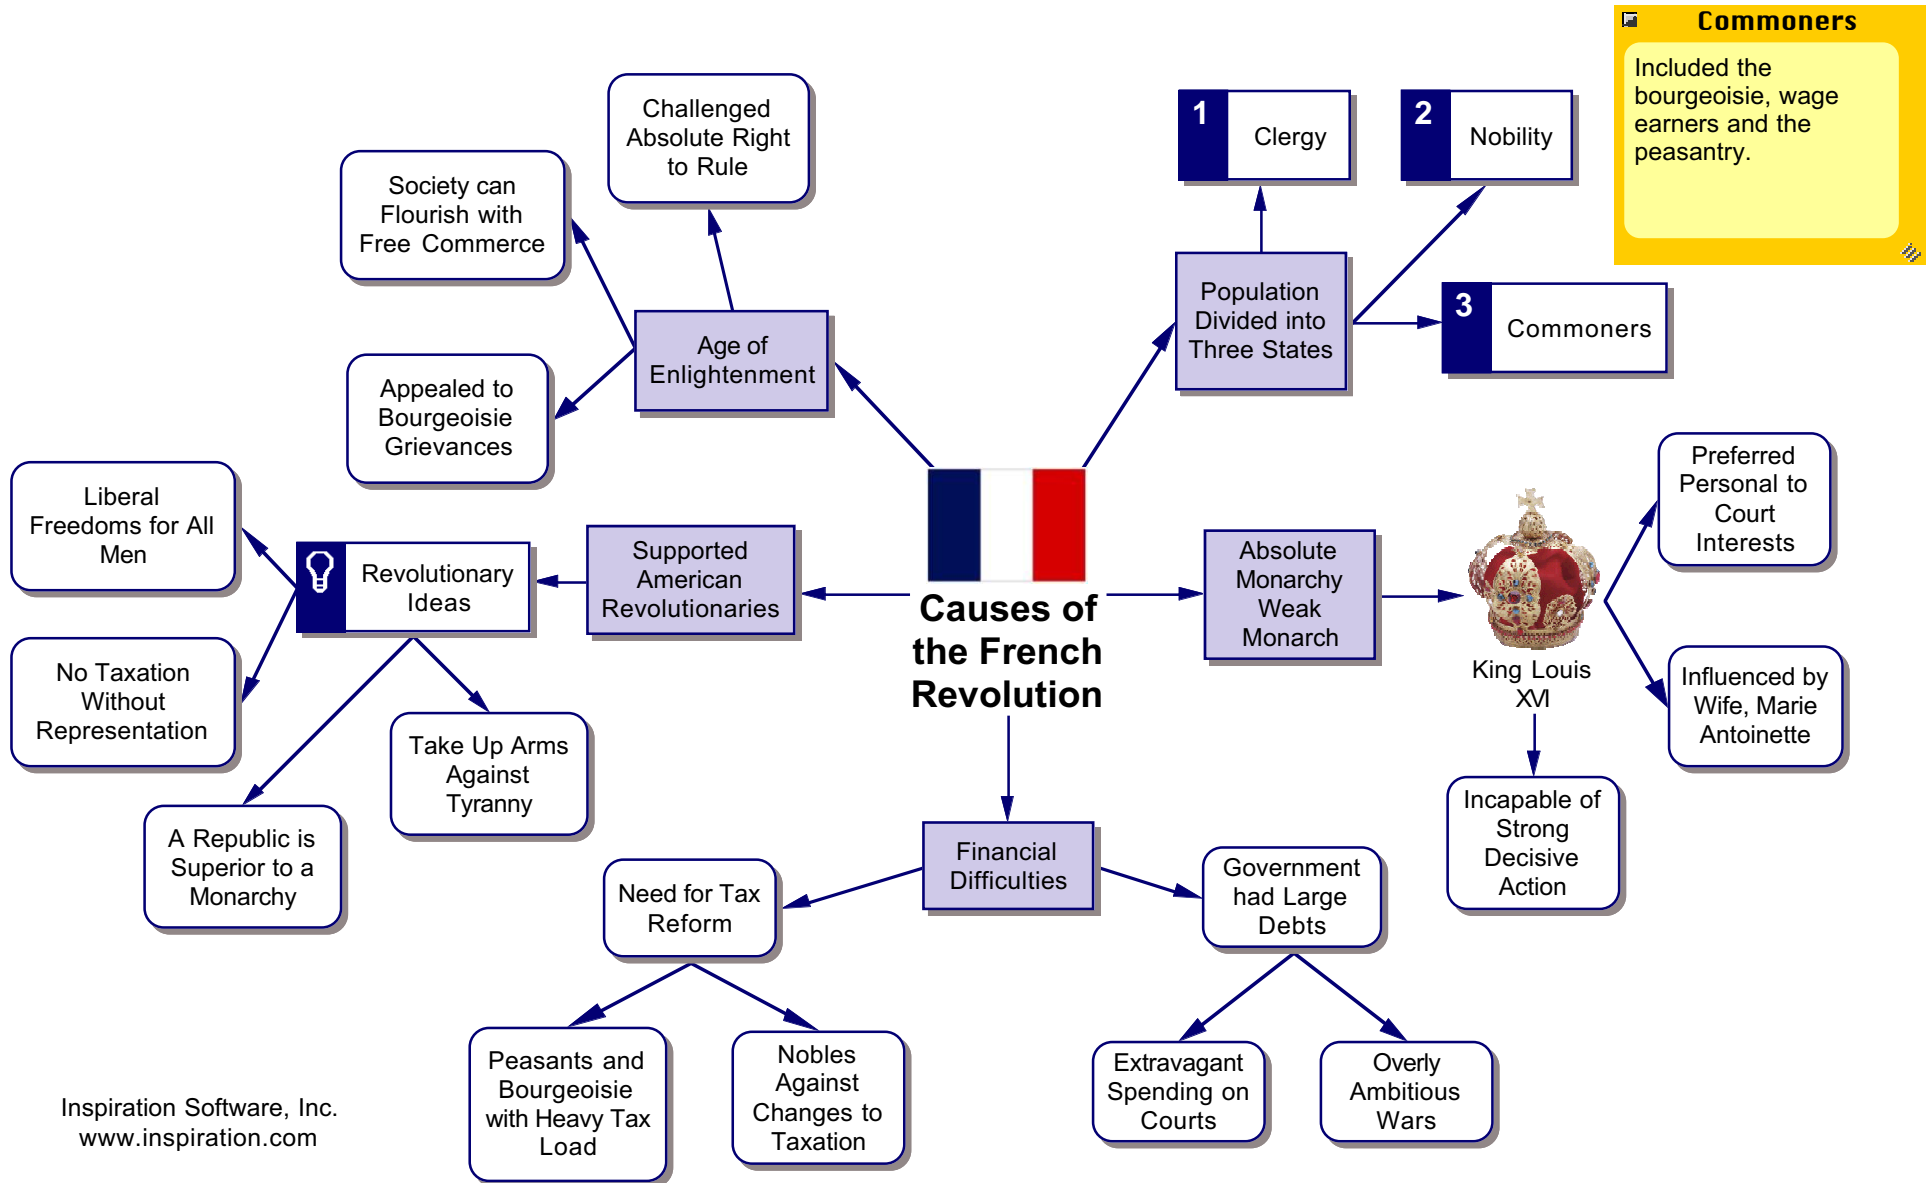 Commoners
Included the
bourgeoisie, wage
earners and the
peasantry.
Challenged
Absolute Right
to Rule
1
Clergy
2
Nobility
Society can
Flourish with
Free Commerce
Population
Divided into
Three States
3
Commoners
Age of
Enlightenment
Appealed to
Bourgeoisie
Grievances
Liberal
Freedoms for All
Men
Revolutionary
Ideas
Supported
American
Revolutionaries
Causes of
the French
Revolution
Absolute
Monarchy
Weak
Monarch
King Louis
XVI
Preferred
Personal to
Court
Interests
Influenced by
Wife, Marie
Antoinette
No Taxation
Without
Representation
Take Up Arms
Against
Tyranny
Incapable of
Strong
Decisive
Action
A Republic is
Superior to a
Monarchy
Financial
Difficulties
Need for Tax
Reform
Government
had Large
Debts
Peasants and
Bourgeoisie
with Heavy Tax
Load
Nobles
Against
Changes to
Taxation
Extravagant
Spending on
Courts
Overly
Ambitious
Wars
Inspiration Software, Inc.
www.inspiration.com